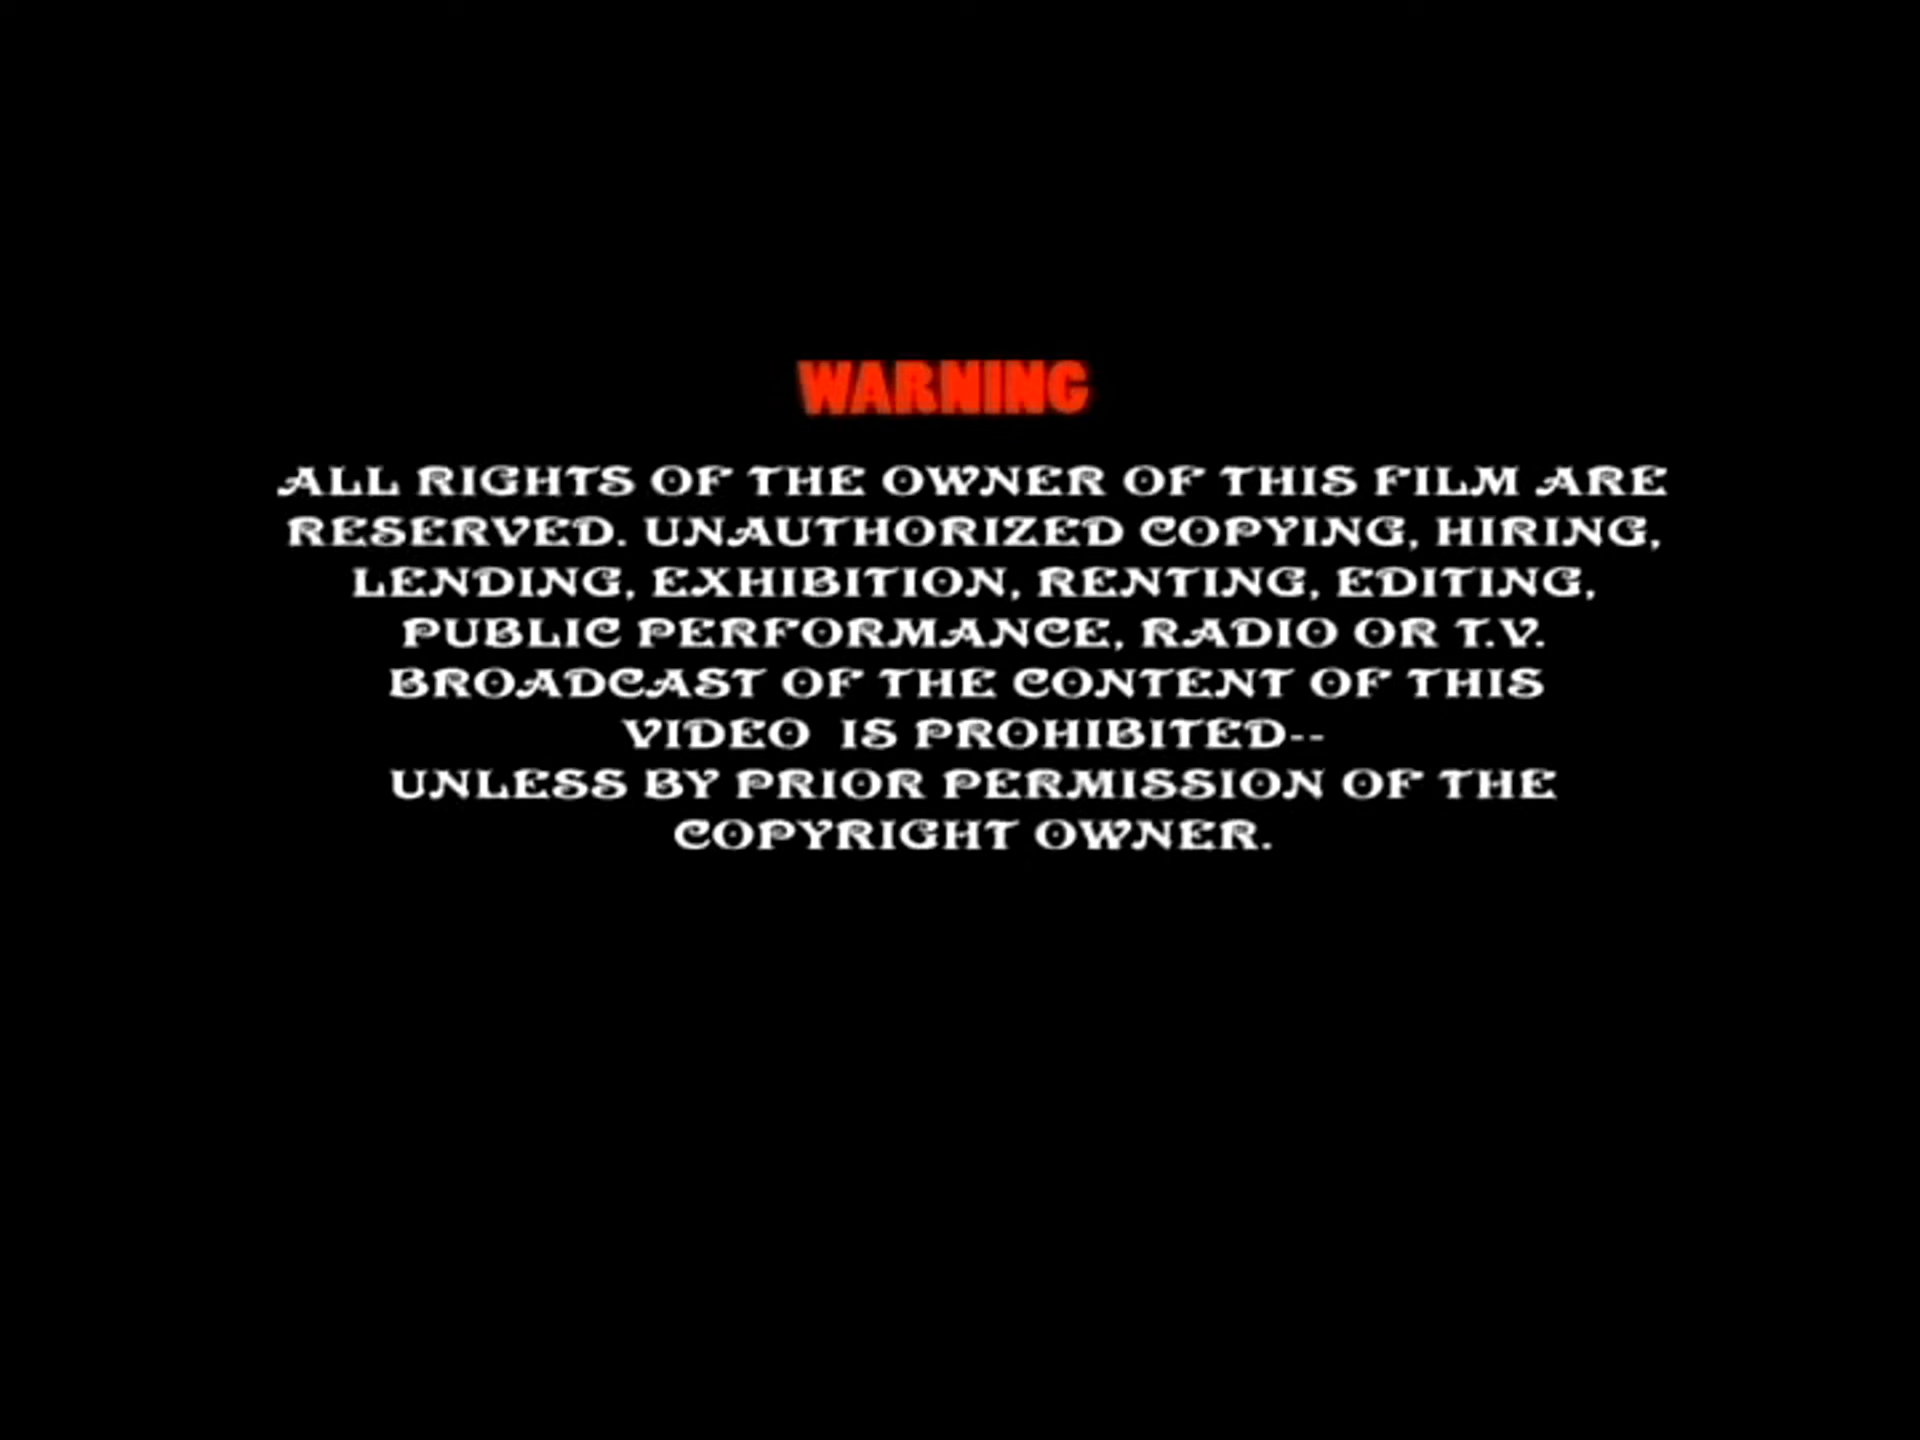 WARNING
ALL RIGHTS OF THE OWNER OF THIS FILM ARE
RESERVED. UNAUTHORIZED COPYING, HIRING,
LENDING, EXHIBITION, RENTING, EDITING,
PUBLIC PERFORMANCE, RADIO OR T.V.
BROADCAST OF THE CONTENT OF THIS
VIDEO  IS PROHIBITED--
UNLESS BY PRIOR PERMISSION OF THE
COPYRIGHT OWNER.